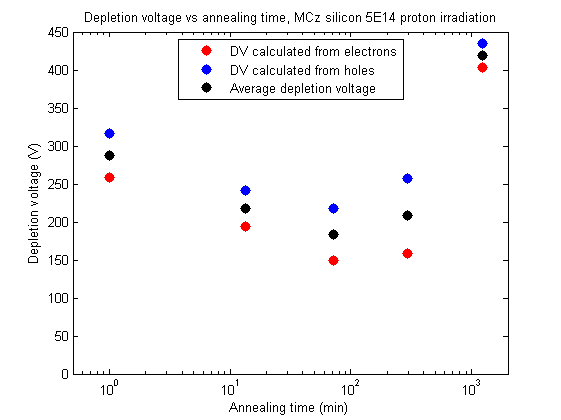 Depletion voltage vs annealing time, MCz silicon 5E14 proton irradiation
DV calculated from electrons
DV calculated from holes
Average depletion voltage
Depletion voltage (V)
450
400
350
300
250
200
150
100
50
0
10⁰ 10¹ 10² 10³
Annealing time (min)